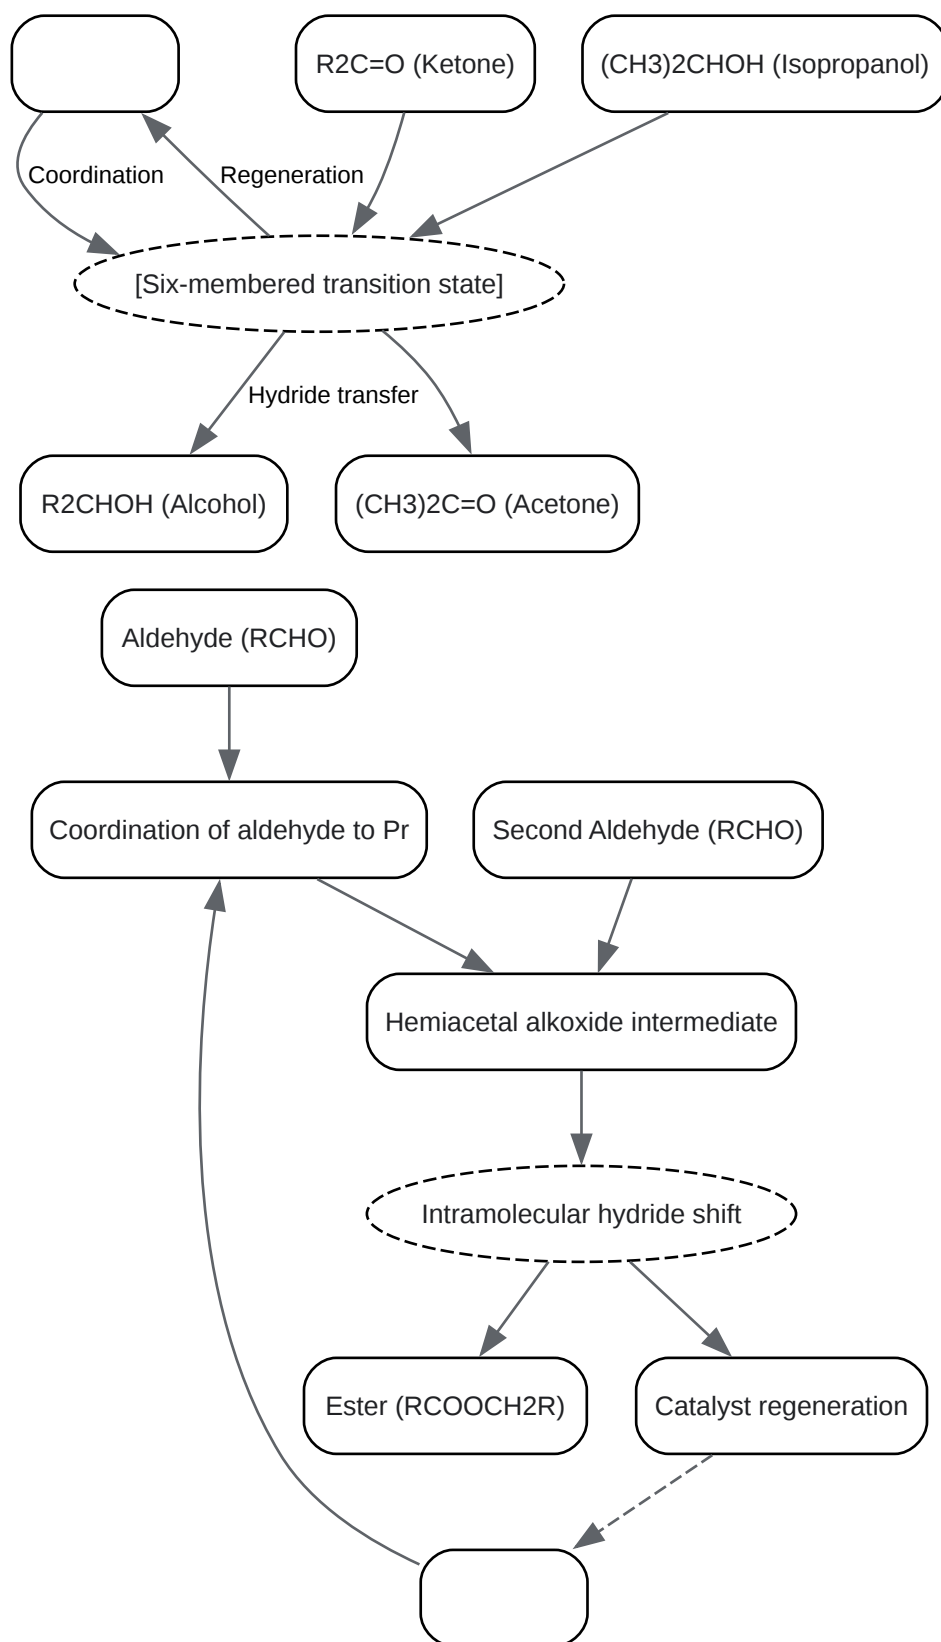 R2C=O (Ketone)
(CH3)2CHOH (Isopropanol)
Coordination
Regeneration
[Six-membered transition state]
Hydride transfer
R2CHOH (Alcohol)
(CH3)2C=O (Acetone)
Aldehyde (RCHO)
Coordination of aldehyde to Pr
Second Aldehyde (RCHO)
Hemiacetal alkoxide intermediate
Intramolecular hydride shift
Ester (RCOOCH2R)
Catalyst regeneration